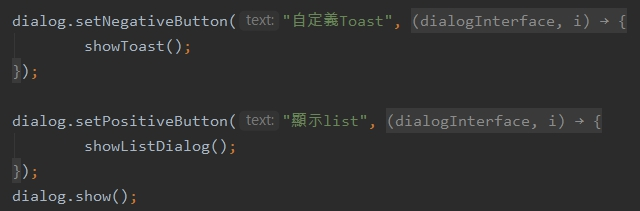 dialog.setNegativeButton( text: "自定義Toast", (dialogInterface, i) → {
showToast();
});
dialog.setPositiveButton( text: "顯示list", (dialogInterface, i) → {
showListDialog();
});
dialog.show();